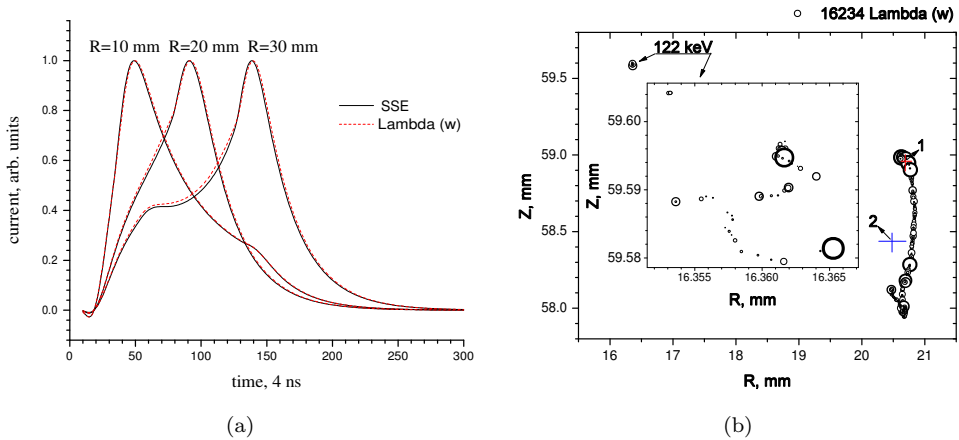 R=10 mm R=20 mm R=30 mm
SSE
Lambda (w)
current, arb. units
1.0
0.8
0.6
0.4
0.2
0.0
0 50 100 150 200 250 300
time, 4 ns
(a)
16234 Lambda (w)
122 keV
Z, mm
59.5
59.0
58.5
58.0
Z, mm
59.60
59.59
59.58
16.355 16.360 16.365
R, mm
1
2
15 16 17 18 19 20 21
R, mm
(b)